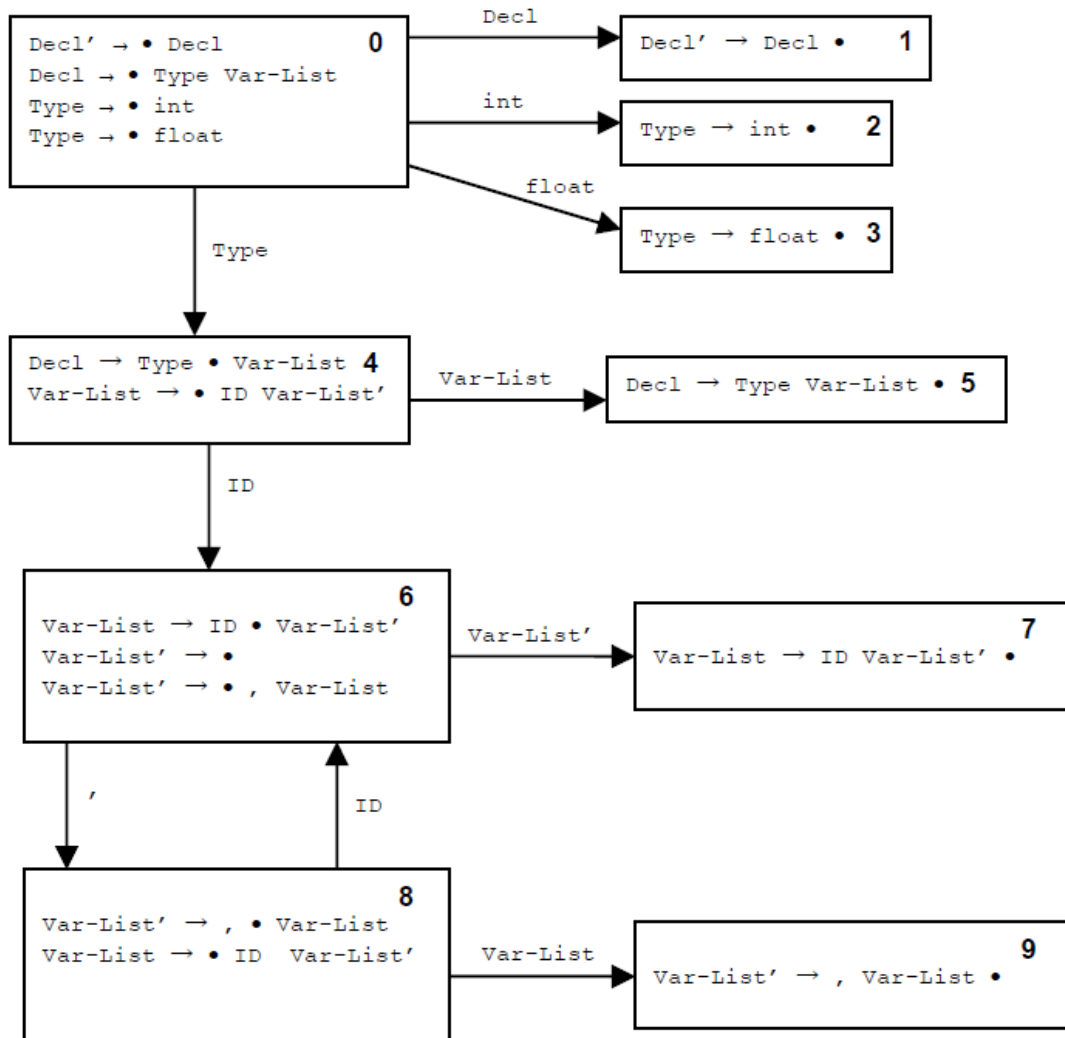 Decl
Decl’ → • Decl 0
Decl → • Type Var-List
Type → • int
Type → • float
Decl’ → Decl • 1
int
Type → int • 2
float
Type → float • 3
Type
Decl → Type • Var-List 4
Var-List → • ID Var-List’
Var-List
Decl → Type Var-List • 5
ID
6
Var-List → ID • Var-List’
Var-List’ → •
Var-List’ → • , Var-List
Var-List’
7
Var-List → ID Var-List’ •
,
ID
8
Var-List’ → , • Var-List
Var-List → • ID Var-List’
Var-List
9
Var-List’ → , Var-List •